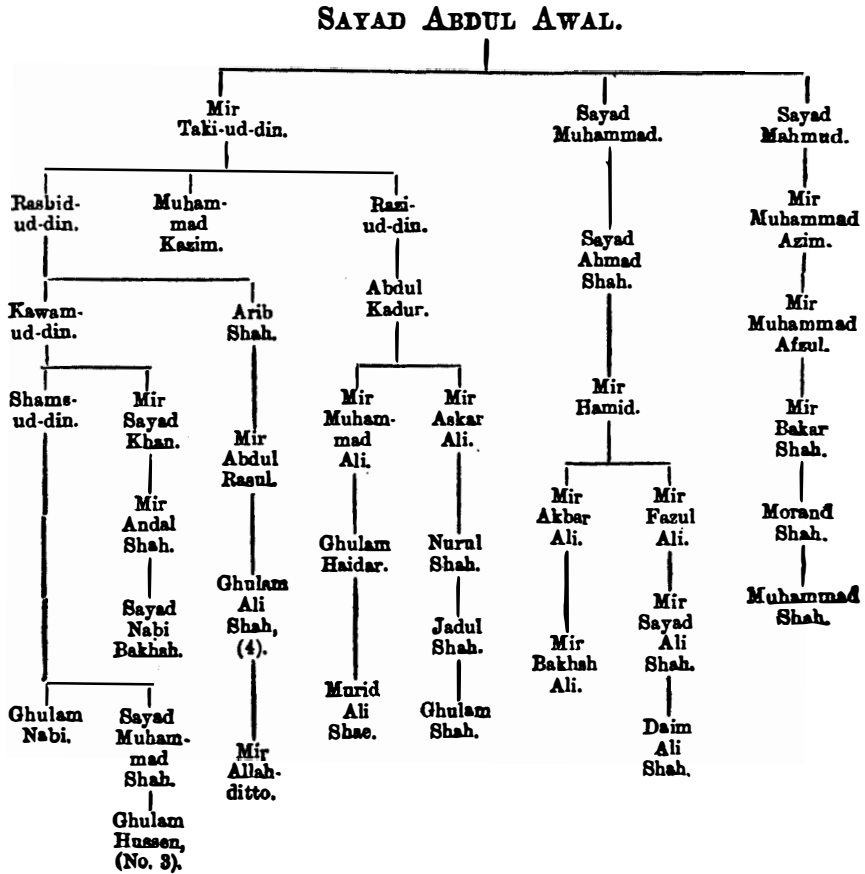 SAYAD ABDUL AWAL.
Mir
Taki-ud-din.
Sayad
Muhammad.
Sayad
Mahmud.
Rasbid-
ud-din.
Muham-
mad
Kazim.
Razi-
ud-din.
Sayad
Ahmad
Shah.
Mir
Muhammad
Azim.
Kawam-
ud-din.
Arib
Shah.
Abdul
Kadur.
Mir
Muhammad
Afzul.
Shams-
ud-din.
Mir
Sayad
Khan.
Mir
Abdul
Rasul.
Mir
Muham-
mad
Ali.
Mir
Askar
Ali.
Mir
Hamid.
Mir
Bakar
Shah.
Mir
Andal
Shah.
Ghulam
Haidar.
Nurul
Shah.
Mir
Akbar
Ali.
Mir
Fazul
Ali.
Morand
Shah.
Sayad
Nabi
Bakhsh.
Ghulam
Ali
Shah,
(4).
Jadul
Shah.
Mir
Bakhsh
Ali.
Mir
Sayad
Ali
Shah.
Muhammad
Shah.
Ghulam
Nabi.
Sayad
Muham-
mad
Shah.
Mir
Allah-
ditto.
Murid
Ali
Shae.
Ghulam
Shah.
Daim
Ali
Shah.
Ghulam
Hussen,
(No. 3).